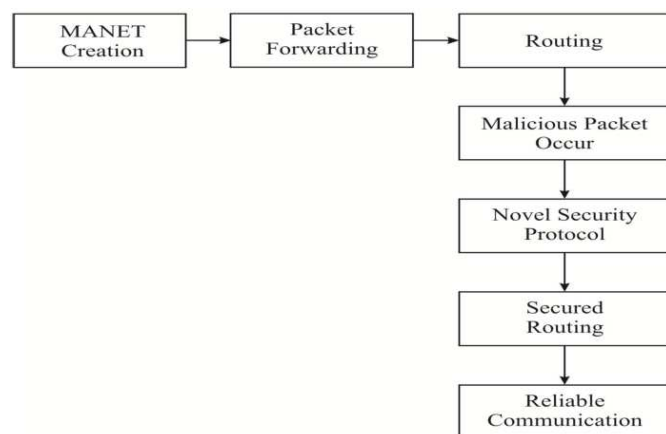 MANET
Creation
Packet
Forwarding
Routing
Malicious Packet
Occur
Novel Security
Protocol
Secured
Routing
Reliable
Communication